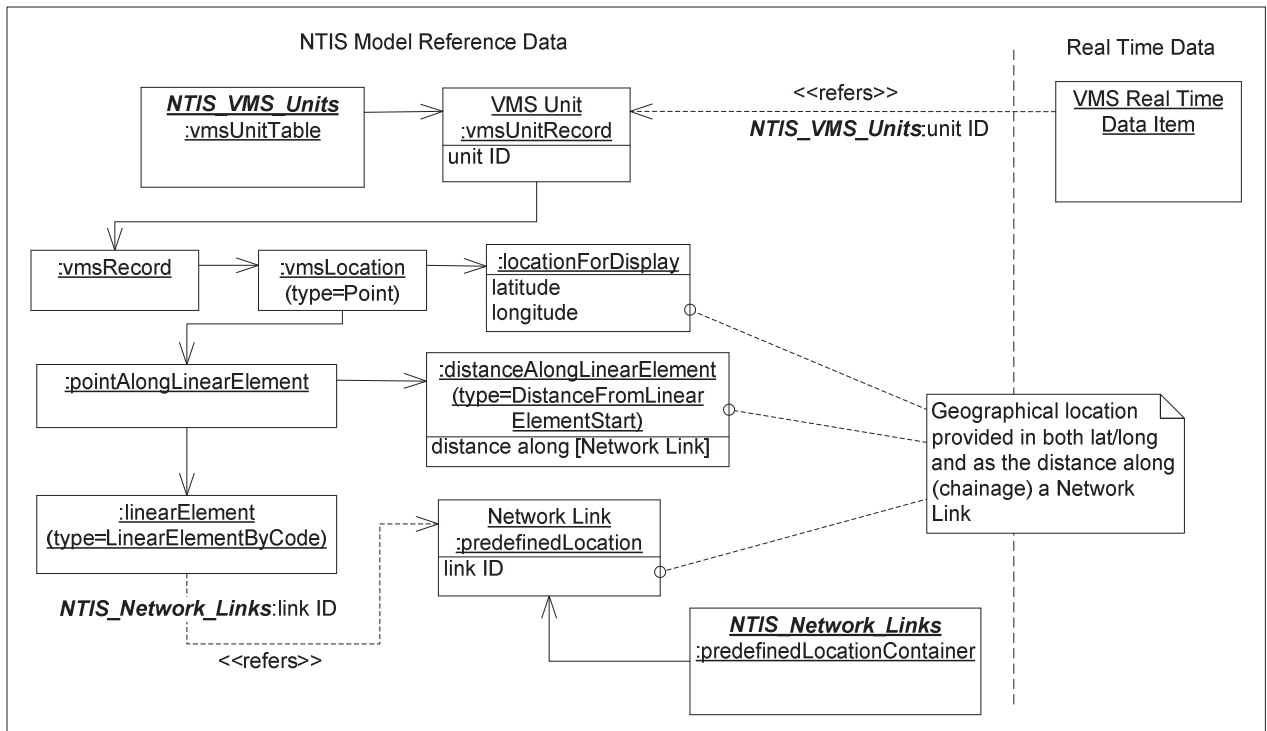 NTIS Model Reference Data
Real Time Data
NTIS_VMS_Units
:vmsUnitTable
VMS Unit
:vmsUnitRecord
unit ID
<<refers>>
NTIS_VMS_Units:unit ID
VMS Real Time
Data Item
:vmsRecord
:vmsLocation
(type=Point)
:locationForDisplay
latitude
longitude
:pointAlongLinearElement
:distanceAlongLinearElement
(type=DistanceFromLinear
ElementStart)
distance along [Network Link]
Geographical location
provided in both lat/long
and as the distance along
(chainage) a Network
Link
:linearElement
(type=LinearElementByCode)
Network Link
:predefinedLocation
link ID
NTIS_Network_Links:link ID
<<refers>>
NTIS_Network_Links
:predefinedLocationContainer